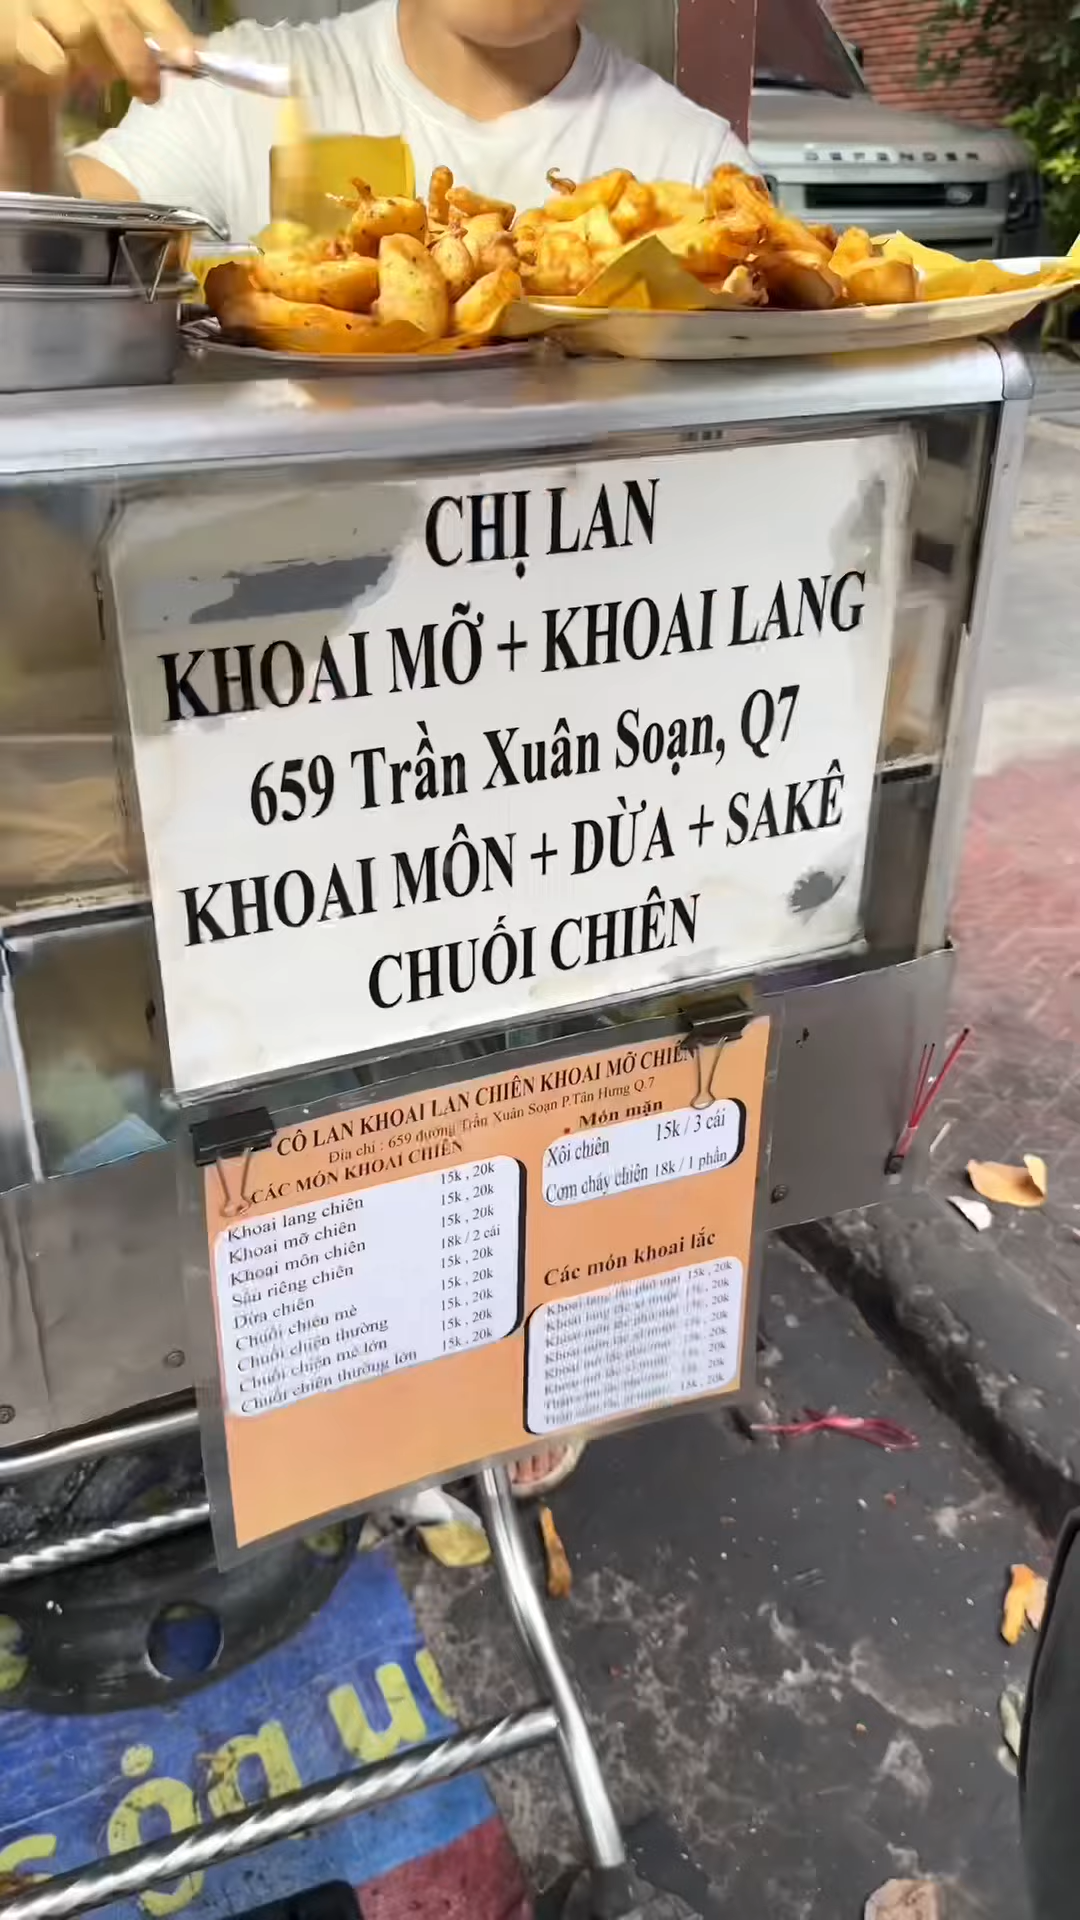 DEFENDER
CHỊ LAN
KHOAI MỠ + KHOAI LANG
659 Trần Xuân Soạn, Q7
KHOAI MÔN + DỪA + SAKÊ
CHUỐI CHIÊN
CÔ LAN KHOAI LAN CHIÊN KHOAI MỠ CHIÊN
Địa chỉ : 659 đường Trần Xuân Soạn P.Tân Hưng Q.7
CÁC MÓN KHOAI CHIÊN
Khoai lang chiên 15k , 20k
Khoai mỡ chiên 15k , 20k
Khoai môn chiên 15k , 20k
Sầu riêng chiên 18k / 2 cái
Dừa chiên 15k , 20k
Chuối chiên mè 15k , 20k
Chuối chiên thường 15k , 20k
Chuối chiên mè lớn 15k , 20k
Chuối chiên thường lớn 15k , 20k
Món mặn
Xôi chiên 15k / 3 cái
Cơm cháy chiên 18k / 1 phần
Các món khoai lắc
15k , 20k